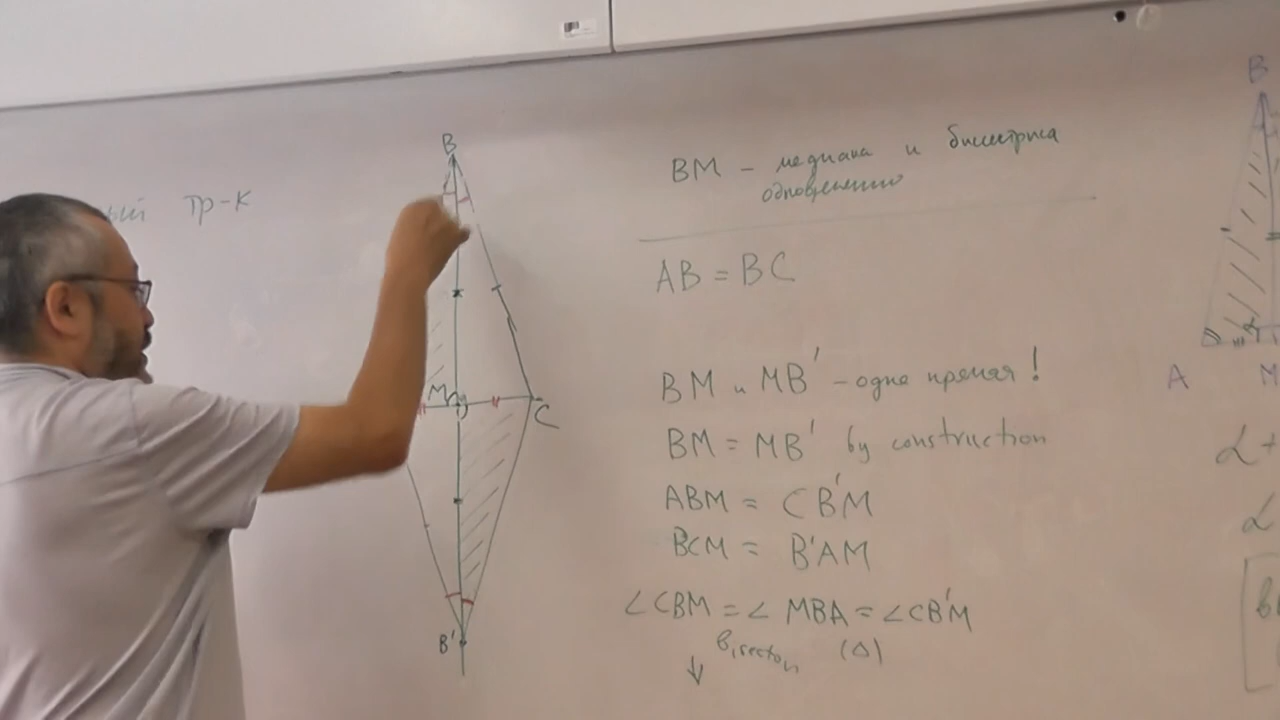 ый тр-к
B
M
C
B'
BM - медиана и биссектриса
одновременно
AB = BC
BM и MB' - одна прямая!
BM = MB' by construction
ABM = CB'M
BCM = B'AM
∠CBM = ∠MBA = ∠CB'M
Bisector (Δ)
↓
B
A M
α +
α